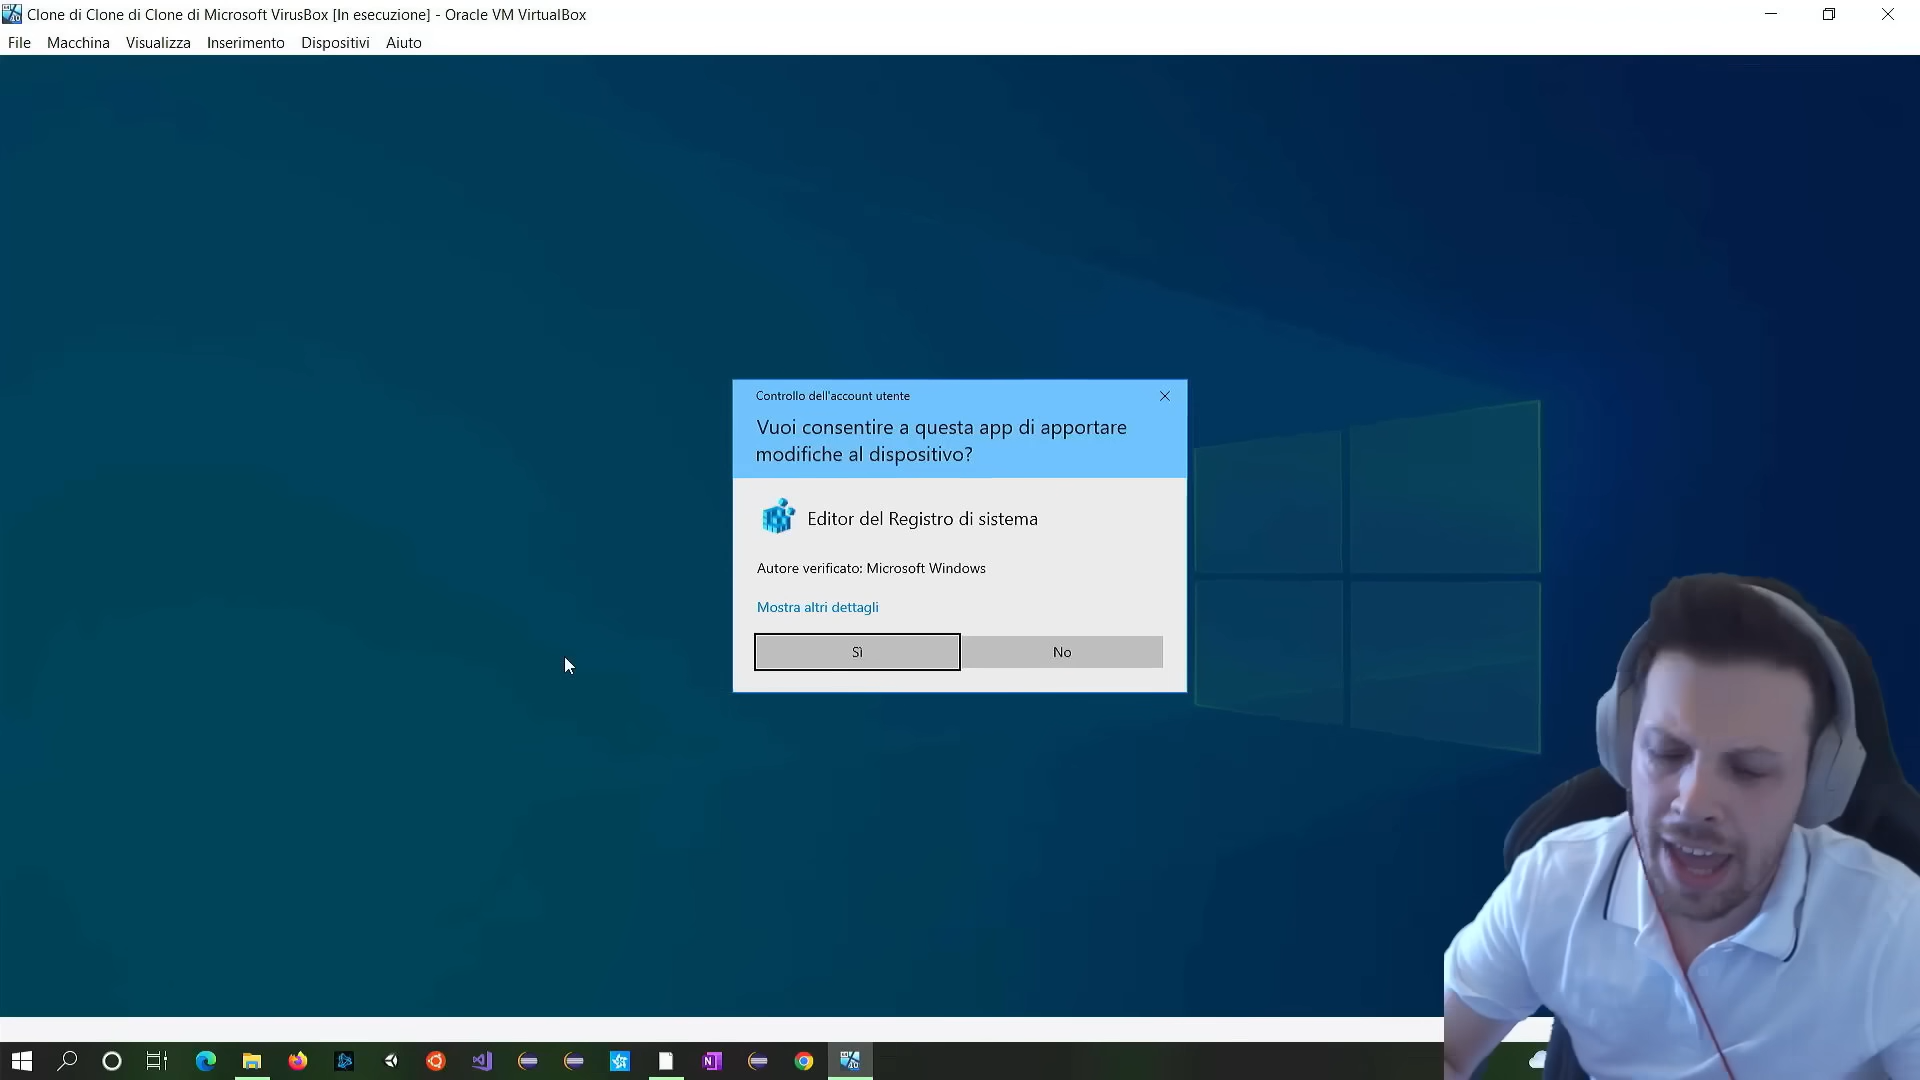 Clone di Clone di Clone di Microsoft VirusBox [In esecuzione] - Oracle VM VirtualBox
File Macchina Visualizza Inserimento Dispositivi Aiuto
Controllo dell'account utente
Vuoi consentire a questa app di apportare
modifiche al dispositivo?
Editor del Registro di sistema
Autore verificato: Microsoft Windows
Mostra altri dettagli
Sì No